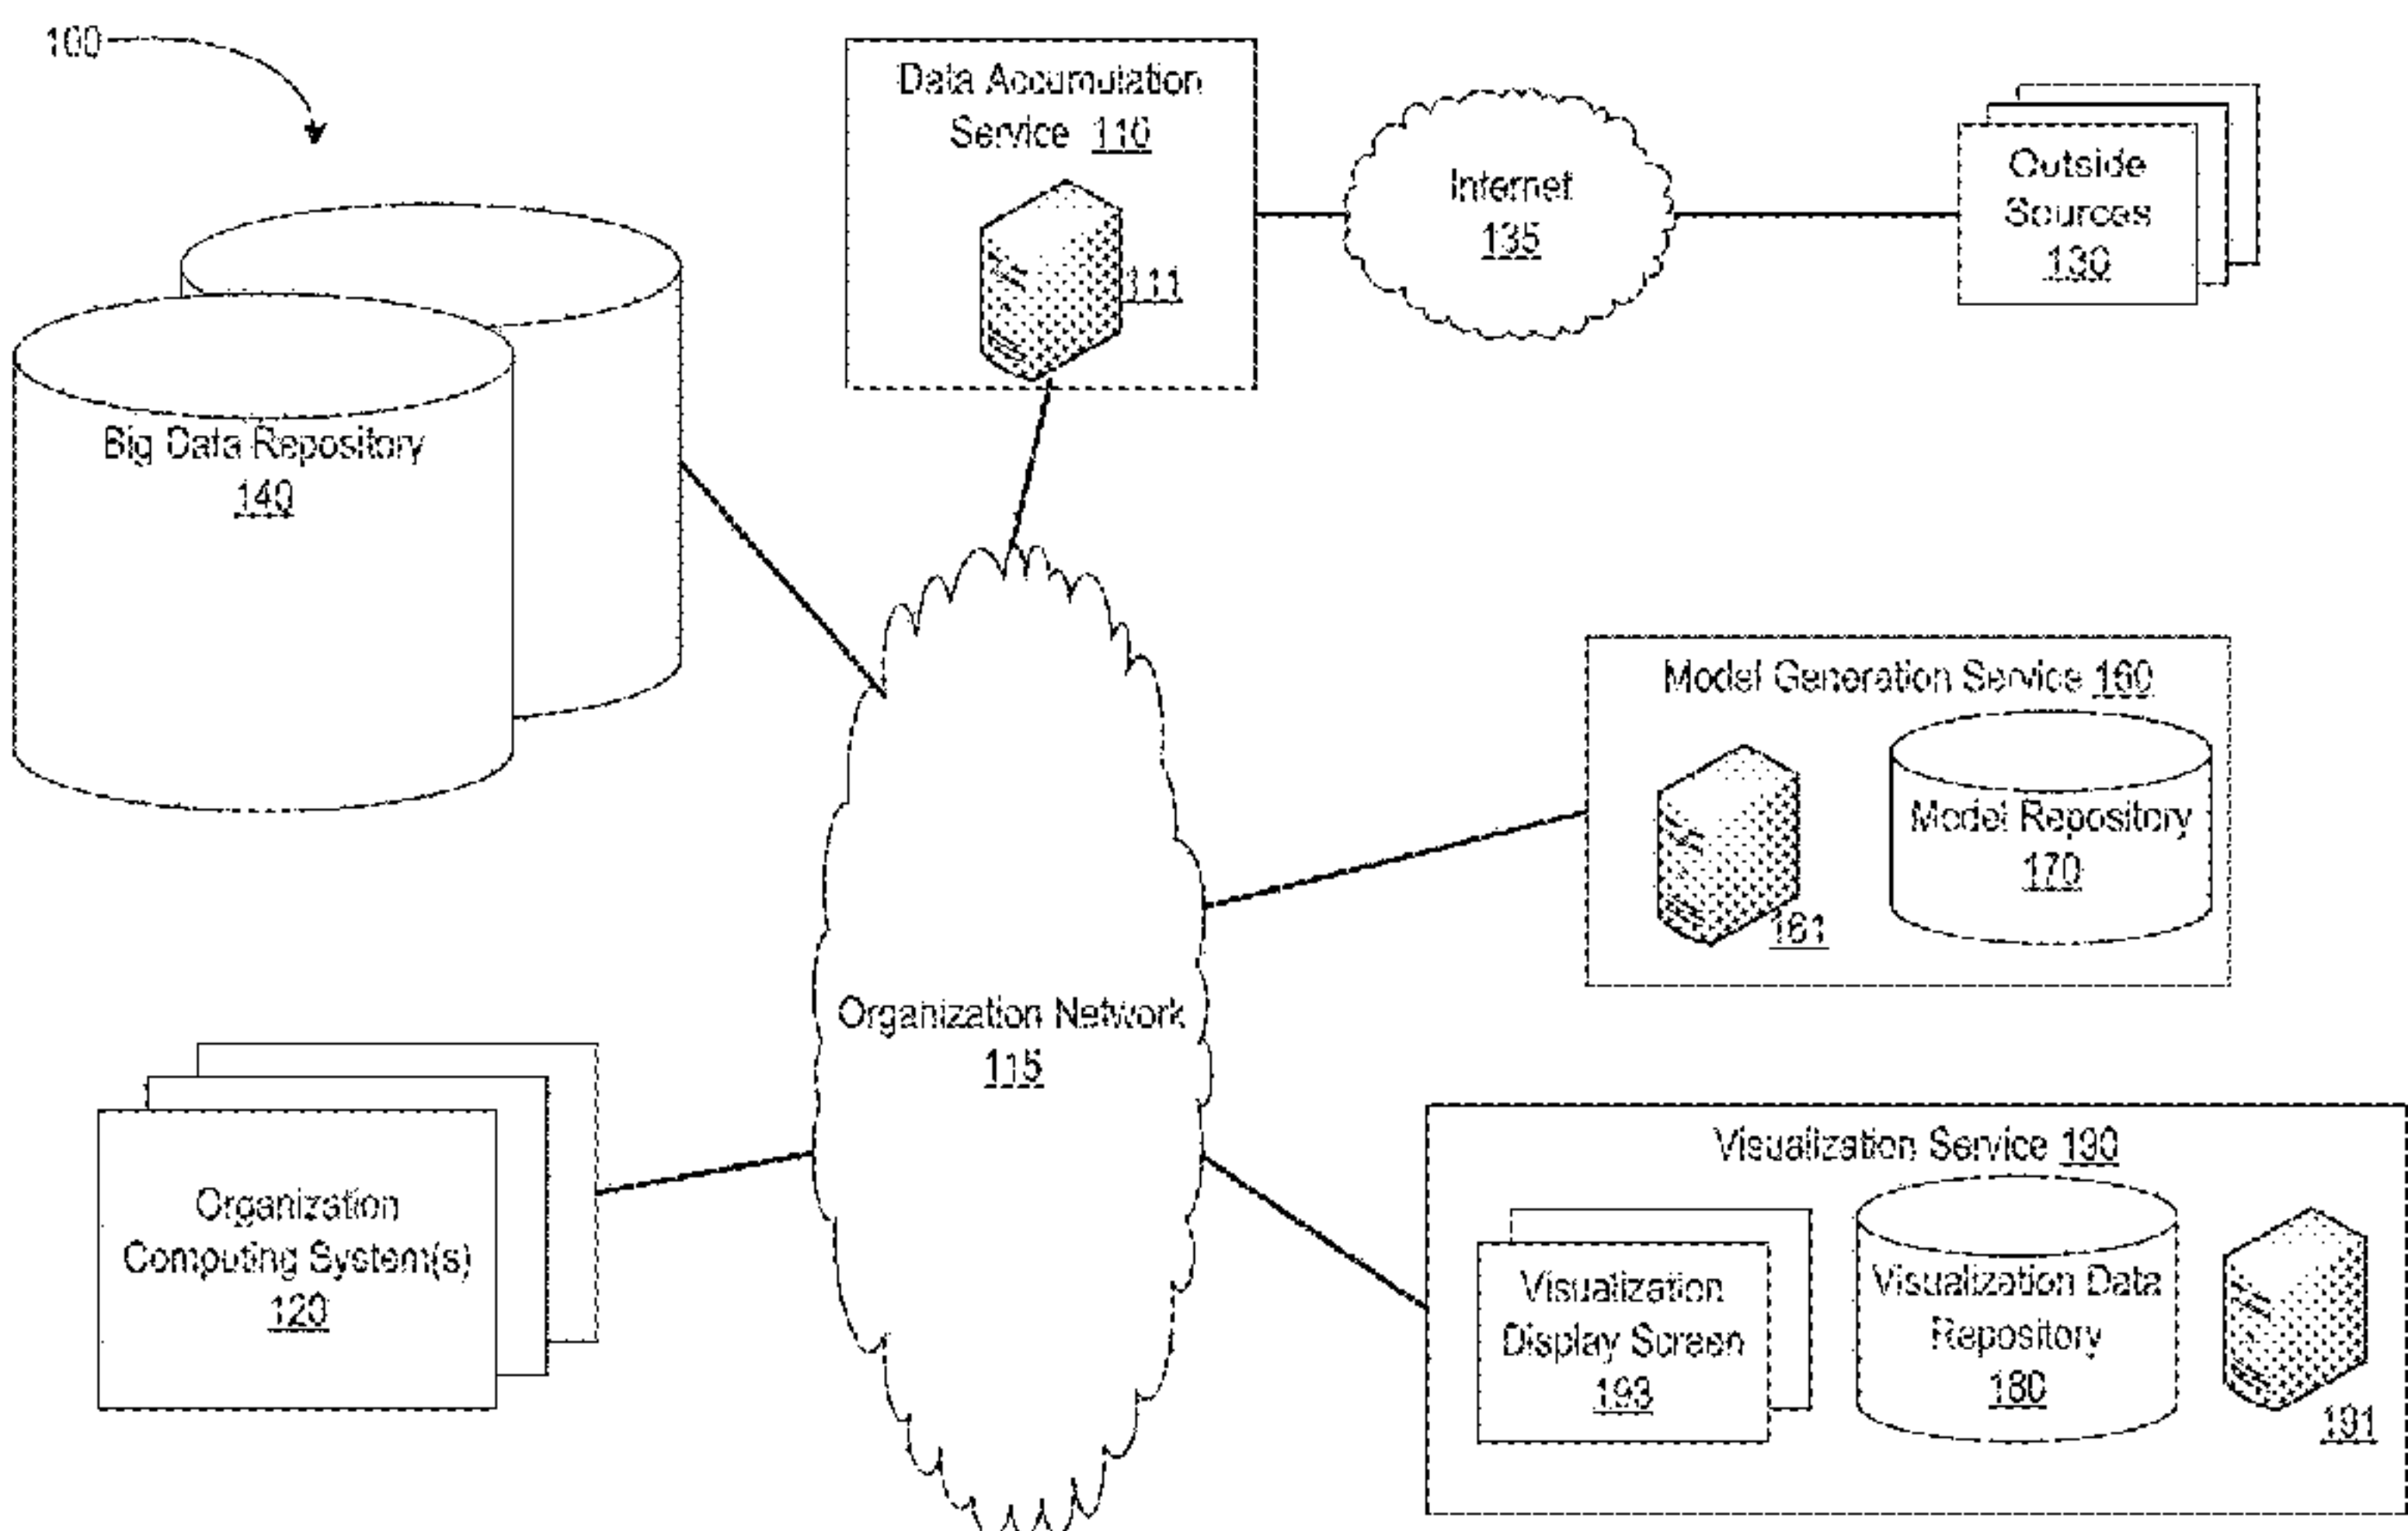 100
Data Accumulation
Service 110
111
Internet
135
Outside
Sources
130
Big Data Repository
140
Model Generation Service 160
161
Model Repository
170
Organization Network
115
Organization
Computing System(s)
120
Visualization Service 190
Visualization
Display Screen
193
Visualization Data
Repository
180
191